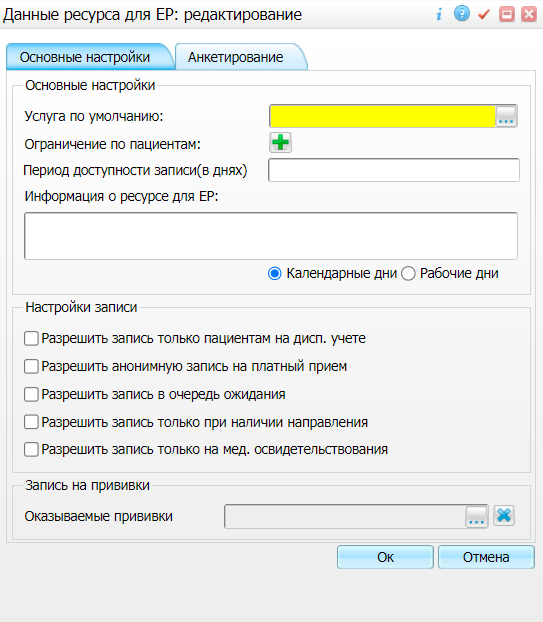 Данные ресурса для ЕР: редактирование
Основные настройки Анкетирование
Основные настройки
Услуга по умолчанию: ...
Ограничение по пациентам:
Период доступности записи(в днях)
Информация о ресурсе для ЕР:
Календарные дни Рабочие дни
Настройки записи
Разрешить запись только пациентам на дисп. учете
Разрешить анонимную запись на платный прием
Разрешить запись в очередь ожидания
Разрешить запись только при наличии направления
Разрешить запись только на мед. освидетельствования
Запись на прививки
Оказываемые прививки ...
Ок Отмена